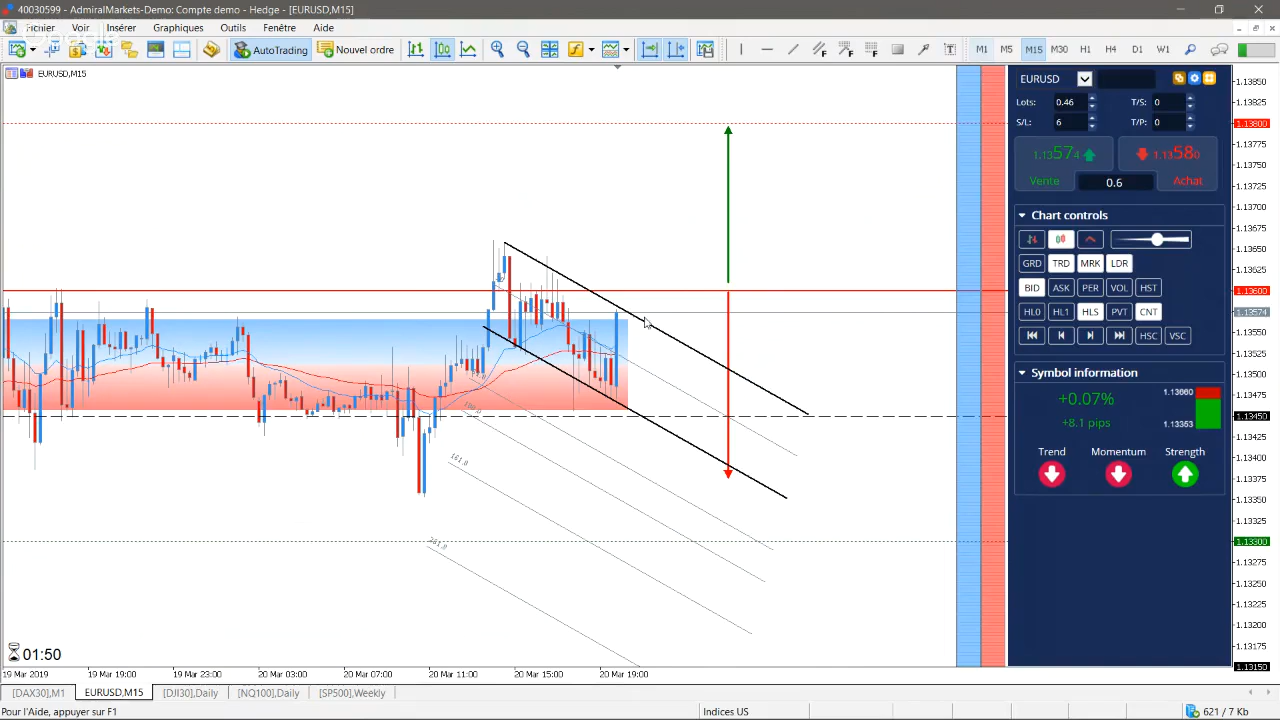 40030599 - AdmiralMarkets-Demo: Compte demo - Hedge - [EURUSD,M15]
Fichier Voir Insérer Graphiques Outils Fenêtre Aide
AutoTrading Nouvel ordre M1 M5 M15 M30 H1 H4 D1 W1
EURUSD,M15
EURUSD
Lots: 0.46 T/S: 0
S/L: 6 T/P: 0
1.13574 1.13580
Vente 0.6 Achat
Chart controls
GRD TRD MRK LDR
BID ASK PER VOL HST
HL0 HL1 HLS PVT CNT
HSC VSC
Symbol information
+0.07% 1.13660
+8.1 pips 1.13353
Trend Momentum Strength
1.13850
1.13825
1.13800
1.13775
1.13750
1.13725
1.13700
1.13675
1.13650
1.13625
1.13600
1.13574
1.13550
1.13525
1.13500
1.13475
1.13450
1.13425
1.13400
1.13375
1.13350
1.13325
1.13300
1.13275
1.13250
1.13225
1.13200
1.13175
1.13150
100.0
161.8
261.8
01:50
19 Mar 2019 19 Mar 19:00 19 Mar 23:00 20 Mar 03:00 20 Mar 07:00 20 Mar 11:00 20 Mar 15:00 20 Mar 19:00
[DAX30],M1 EURUSD,M15 [DJI30],Daily [NQ100],Daily [SP500],Weekly
Pour l'Aide, appuyer sur F1 Indices US 621 / 7 Kb